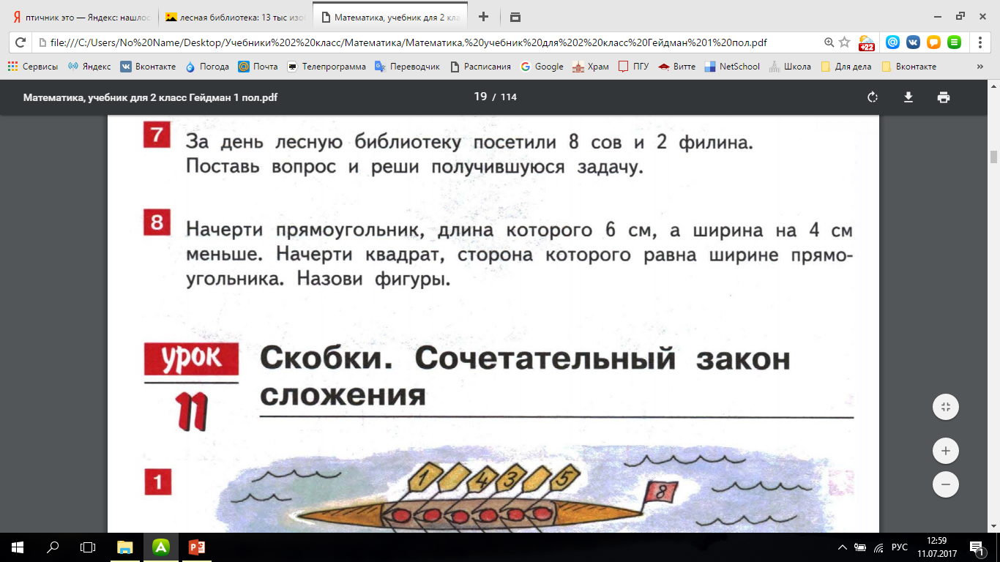 птичник это — Яндекс: нашлос
лесная библиотека: 13 тыс изо
Математика, учебник для 2 кла
file:///C:/Users/No%20Name/Desktop/Учебники%202%20класс/Математика/Математика,%20учебник%20для%202%20класс%20Гейдман%201%20пол.pdf
+22
Сервисы Яндекс Вконтакте Погода Почта Телепрограмма Переводчик Расписания Google Храм ПГУ Витте NetSchool Школа Для дела Вконтакте »
Математика, учебник для 2 класс Гейдман 1 пол.pdf 19 / 114
7 За день лесную библиотеку посетили 8 сов и 2 филина.
Поставь вопрос и реши получившуюся задачу.
8 Начерти прямоугольник, длина которого 6 см, а ширина на 4 см
меньше. Начерти квадрат, сторона которого равна ширине прямо-
угольника. Назови фигуры.
урок Скобки. Сочетательный закон
11 сложения
1
1 4 3 5
8
РУС 12:59
11.07.2017
1